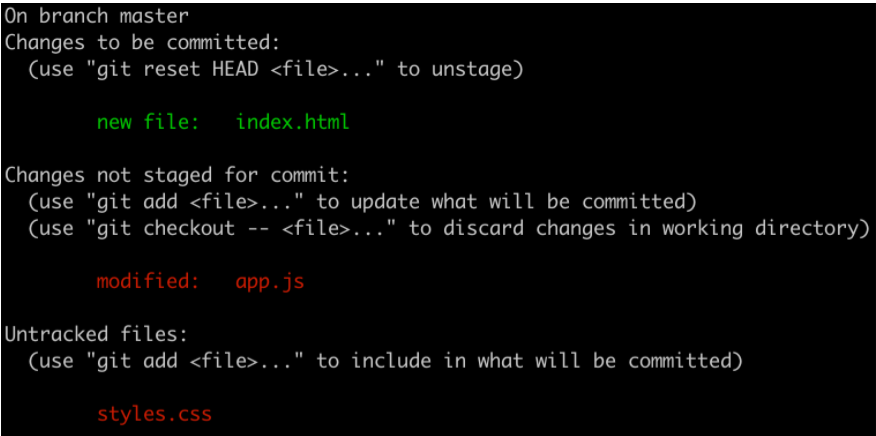 On branch master
Changes to be committed:
  (use "git reset HEAD <file>..." to unstage)
        new file:   index.html
Changes not staged for commit:
  (use "git add <file>..." to update what will be committed)
  (use "git checkout -- <file>..." to discard changes in working directory)
        modified:   app.js
Untracked files:
  (use "git add <file>..." to include in what will be committed)
        styles.css